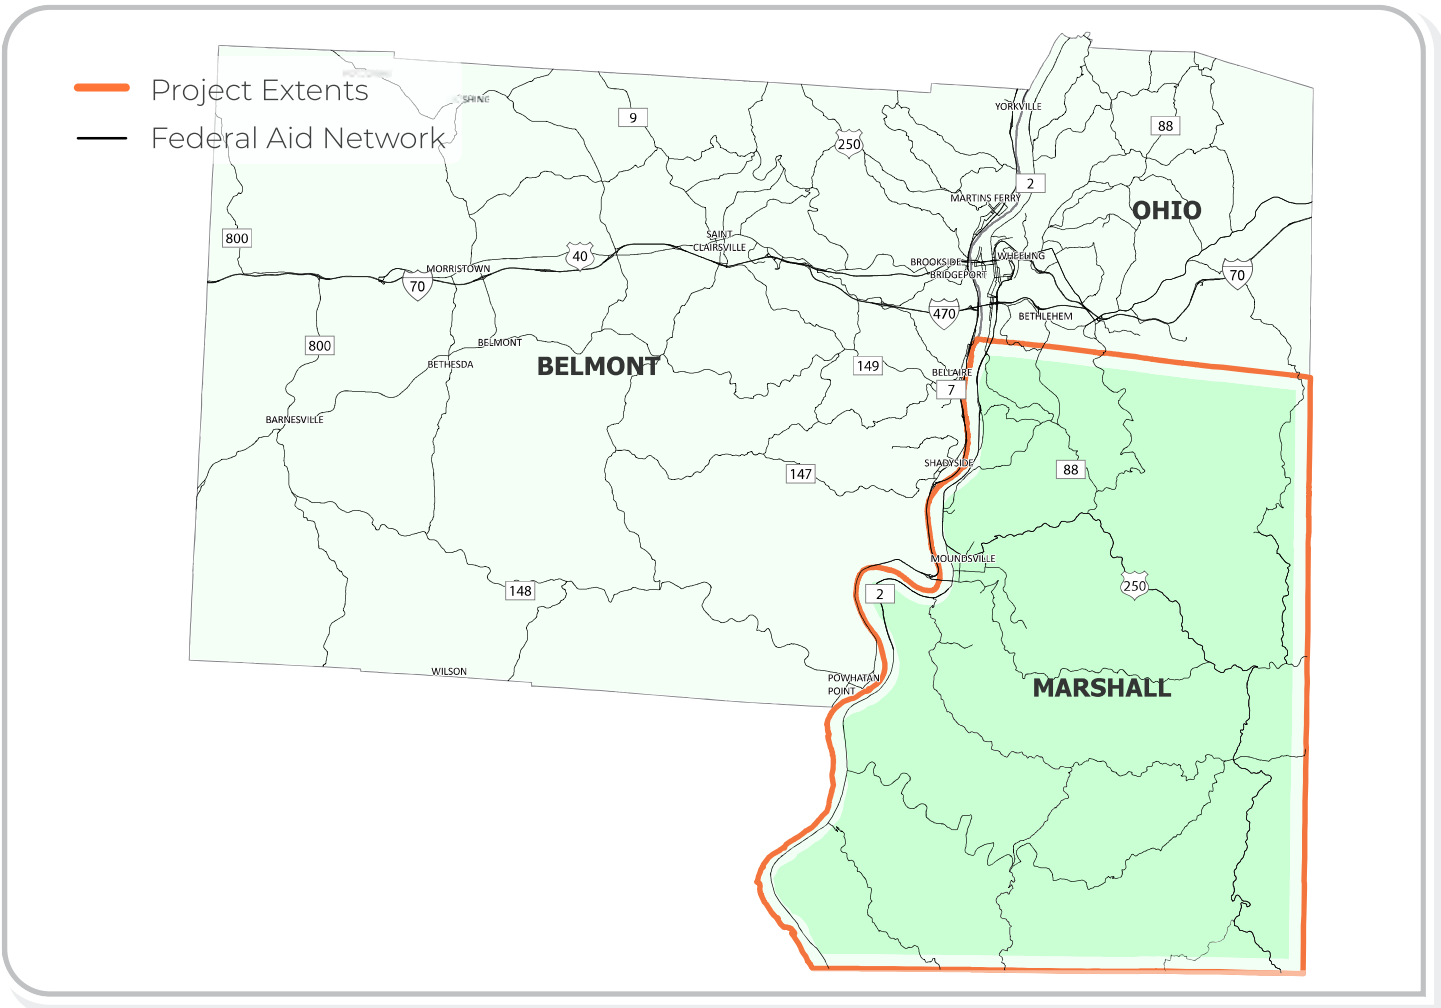 Project Extents
SHINE
Federal Aid Network
9
YORKVILLE
88
250
2
MARTINS FERRY
OHIO
800
SAINT
CLAIRSVILLE
40
WHEELING
BROOKSIDE
MORRISTOWN
BRIDGEPORT
70
70
470
BETHLEHEM
800
BELMONT
BETHESDA
BELMONT
149
BELLAIRE
7
BARNESVILLE
SHADYSIDE
147
88
MOUNDSVILLE
148
2
250
WILSON
POWHATAN
POINT
MARSHALL